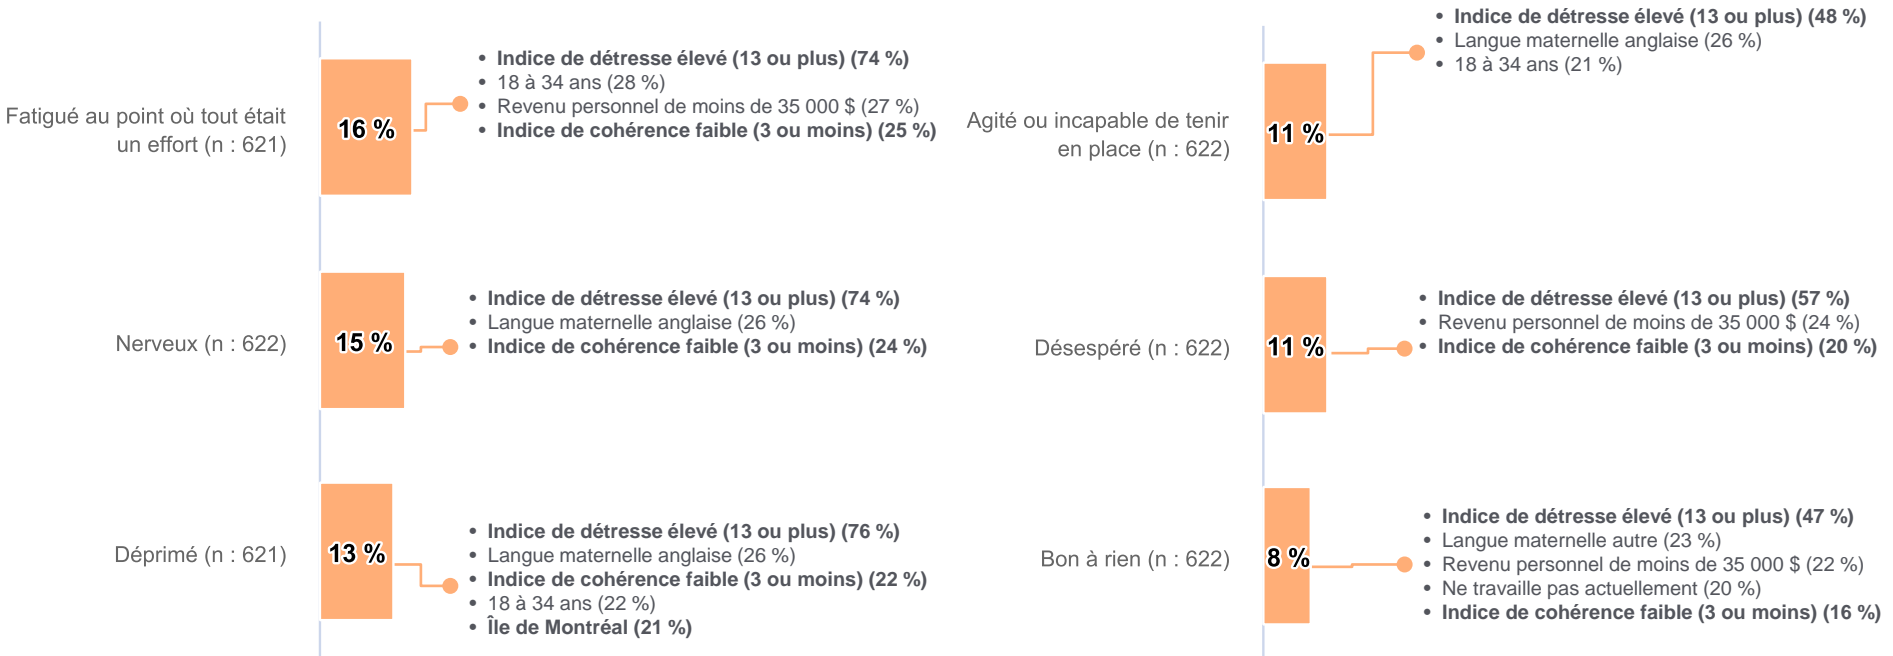 Fatigué au point où tout était
un effort (n : 621)
16 %
• Indice de détresse élevé (13 ou plus) (74 %)
• 18 à 34 ans (28 %)
• Revenu personnel de moins de 35 000 $ (27 %)
• Indice de cohérence faible (3 ou moins) (25 %)
Nerveux (n : 622)
15 %
• Indice de détresse élevé (13 ou plus) (74 %)
• Langue maternelle anglaise (26 %)
• Indice de cohérence faible (3 ou moins) (24 %)
Déprimé (n : 621)
13 %
• Indice de détresse élevé (13 ou plus) (76 %)
• Langue maternelle anglaise (26 %)
• Indice de cohérence faible (3 ou moins) (22 %)
• 18 à 34 ans (22 %)
• Île de Montréal (21 %)
Agité ou incapable de tenir
en place (n : 622)
11 %
• Indice de détresse élevé (13 ou plus) (48 %)
• Langue maternelle anglaise (26 %)
• 18 à 34 ans (21 %)
Désespéré (n : 622)
11 %
• Indice de détresse élevé (13 ou plus) (57 %)
• Revenu personnel de moins de 35 000 $ (24 %)
• Indice de cohérence faible (3 ou moins) (20 %)
Bon à rien (n : 622)
8 %
• Indice de détresse élevé (13 ou plus) (47 %)
• Langue maternelle autre (23 %)
• Revenu personnel de moins de 35 000 $ (22 %)
• Ne travaille pas actuellement (20 %)
• Indice de cohérence faible (3 ou moins) (16 %)